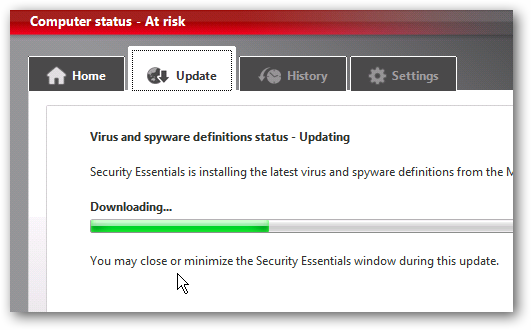 Computer status - At risk
Home Update History Settings
Virus and spyware definitions status - Updating
Security Essentials is installing the latest virus and spyware definitions from the
Downloading...
You may close or minimize the Security Essentials window during this update.